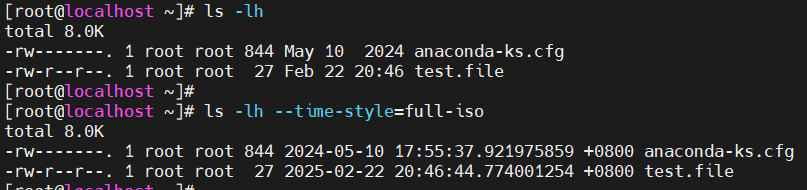 [root@localhost ~]# ls -lh
total 8.0K
-rw-------. 1 root root 844 May 10  2024 anaconda-ks.cfg
-rw-r--r--. 1 root root  27 Feb 22 20:46 test.file
[root@localhost ~]#
[root@localhost ~]# ls -lh --time-style=full-iso
total 8.0K
-rw-------. 1 root root 844 2024-05-10 17:55:37.921975859 +0800 anaconda-ks.cfg
-rw-r--r--. 1 root root  27 2025-02-22 20:46:44.774001254 +0800 test.file
[root@localhost ~]#